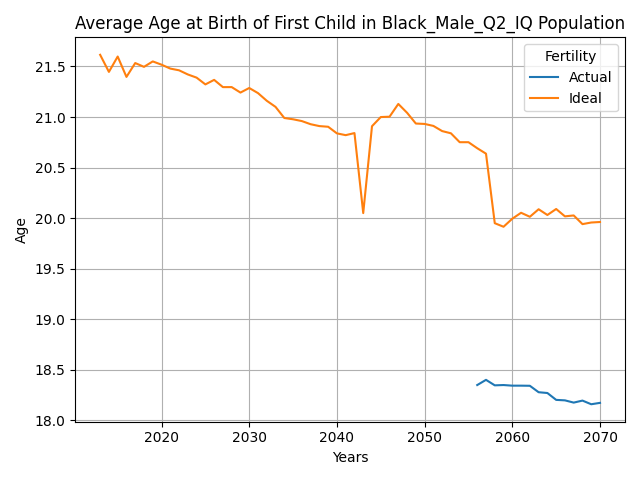 Average Age at Birth of First Child in Black_Male_Q2_IQ Population
Fertility
Actual
Ideal
Age
21.5
21.0
20.5
20.0
19.5
19.0
18.5
18.0
2020 2030 2040 2050 2060 2070
Years